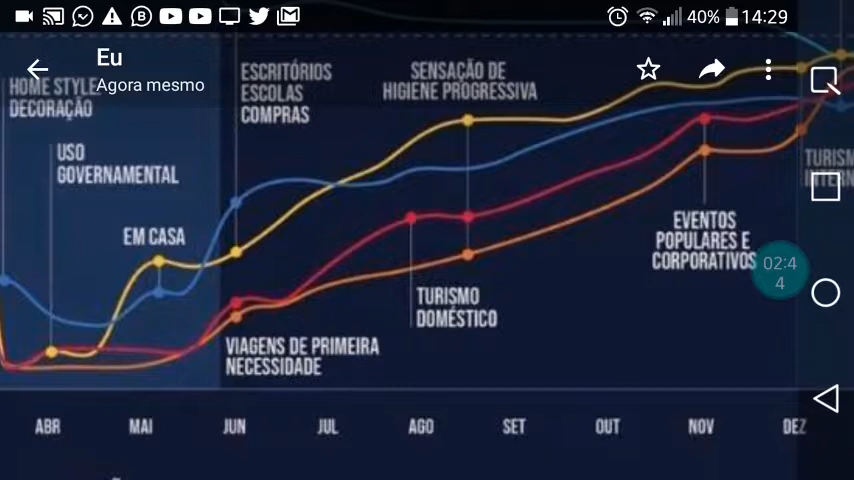 40% 14:29
Eu
Agora mesmo
HOME STYLE
DECORAÇÃO
ESCRITÓRIOS
ESCOLAS
COMPRAS
SENSAÇÃO DE
HIGIENE PROGRESSIVA
USO
GOVERNAMENTAL
TURISM
INTERN
EM CASA
EVENTOS
POPULARES E
CORPORATIVOS
02:4
4
TURISMO
DOMÉSTICO
VIAGENS DE PRIMEIRA
NECESSIDADE
ABR MAI JUN JUL AGO SET OUT NOV DEZ